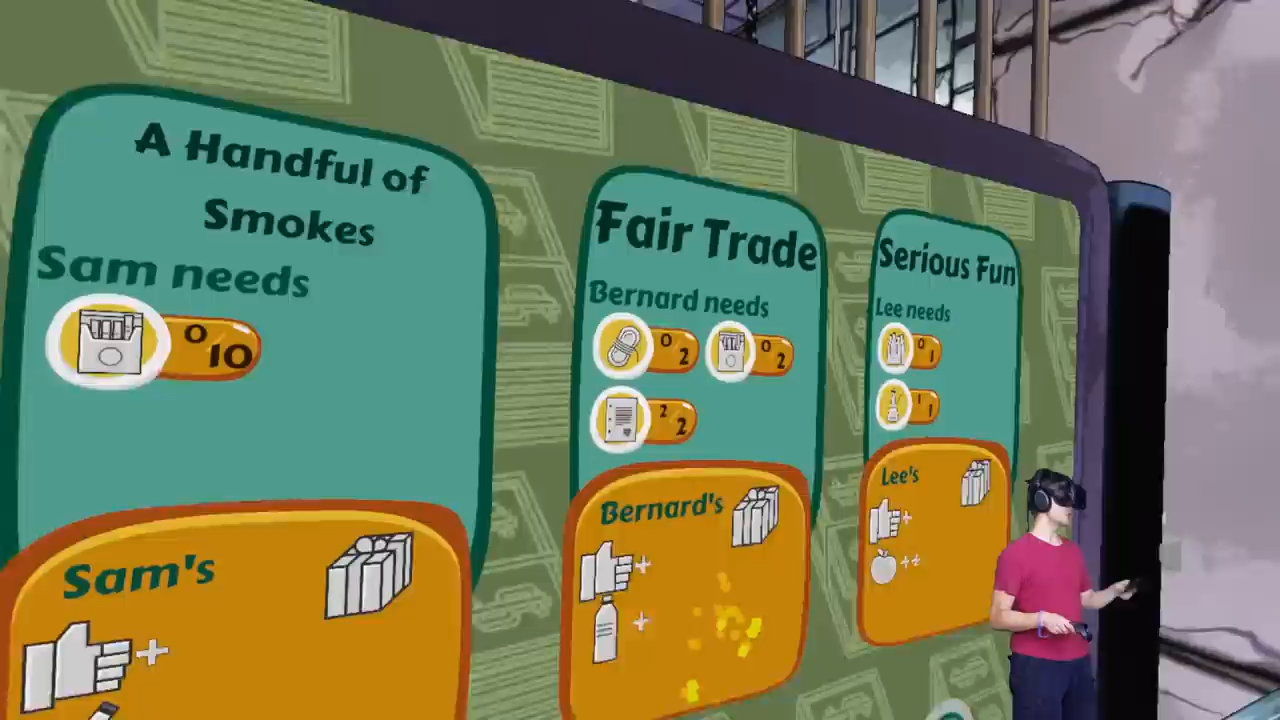 A Handful of
Smokes
Sam needs
0 10
Sam's
+
Fair Trade
Bernard needs
0 2
0 2
2 2
Bernard's
+
+
Serious Fun
Lee needs
0 1
1 1
Lee's
+
++